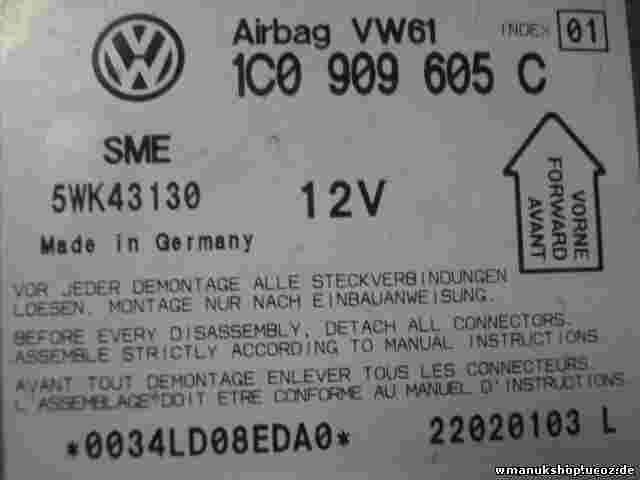 Airbag VW61 INDEX 01
1C0 909 605 C
SME
5WK43130 12V
Made in Germany
VORNE
FORWARD
AVANT
VOR JEDER DEMONTAGE ALLE STECKVERBINDUNGEN
LOESEN. MONTAGE NUR NACH EINBAUANWEISUNG.
BEFORE EVERY DISASSEMBLY, DETACH ALL CONNECTORS.
ASSEMBLE STRICTLY ACCORDING TO MANUAL INSTRUCTIONS.
AVANT TOUT DEMONTAGE ENLEVER TOUS LES CONNECTEURS.
L'ASSEMBLAGE DOIT ETRE CONFORME AU MANUEL D'INSTRUCTIONS.
*0034LD08EDA0* 22020103 L
wmanukshop.ucoz.de